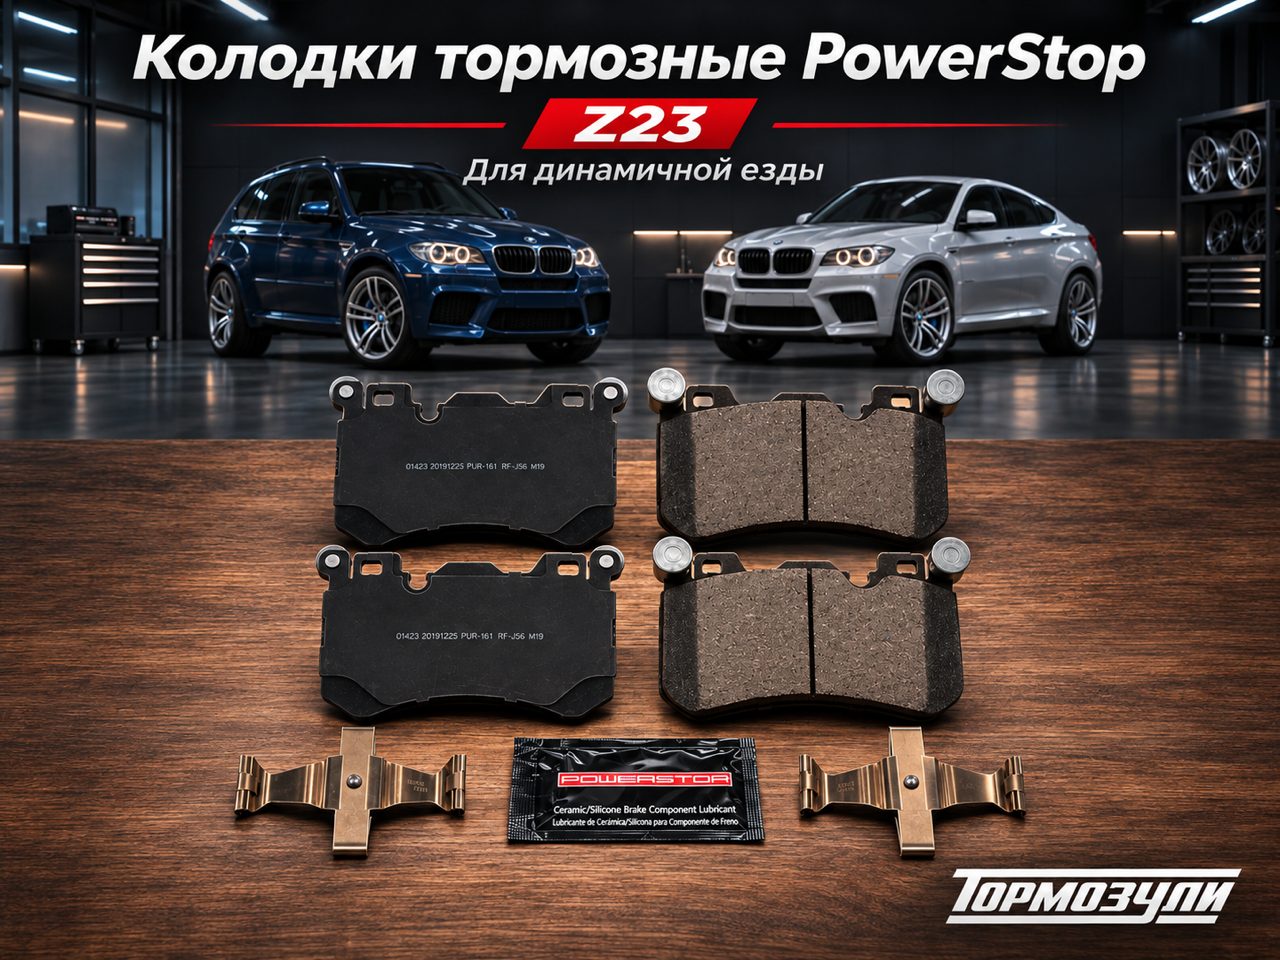 Колодки тормозные PowerStop
Z23
Для динамичной езды
01423 20191225 PUR-161 RF-J56 M19
01423 20191225 PUR-161 RF-J56 M19
POWERSTOP
Ceramic/Silicone Brake Component Lubricant
Lubricante de Cerámica/Silicona para Componente de Freno
ТОРМОЗУЛИ